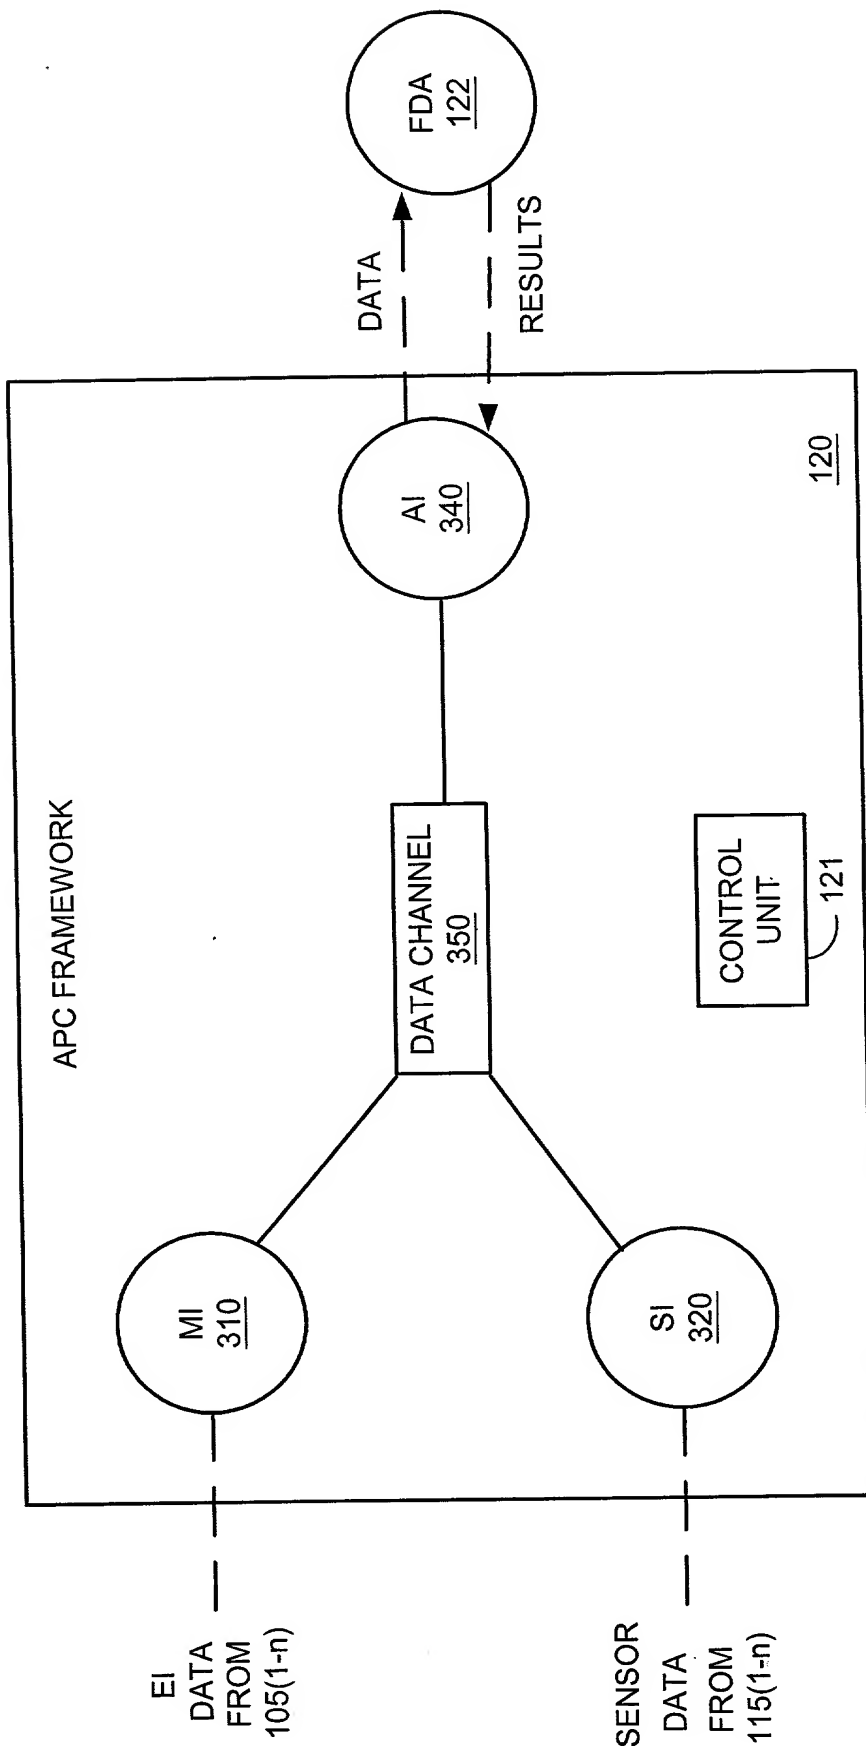 APC FRAMEWORK
EI
DATA
FROM
105(1-n)
MI
310
SENSOR
DATA
FROM
115(1-n)
SI
320
DATA CHANNEL
350
CONTROL
UNIT
121
AI
340
120
DATA
RESULTS
FDA
122